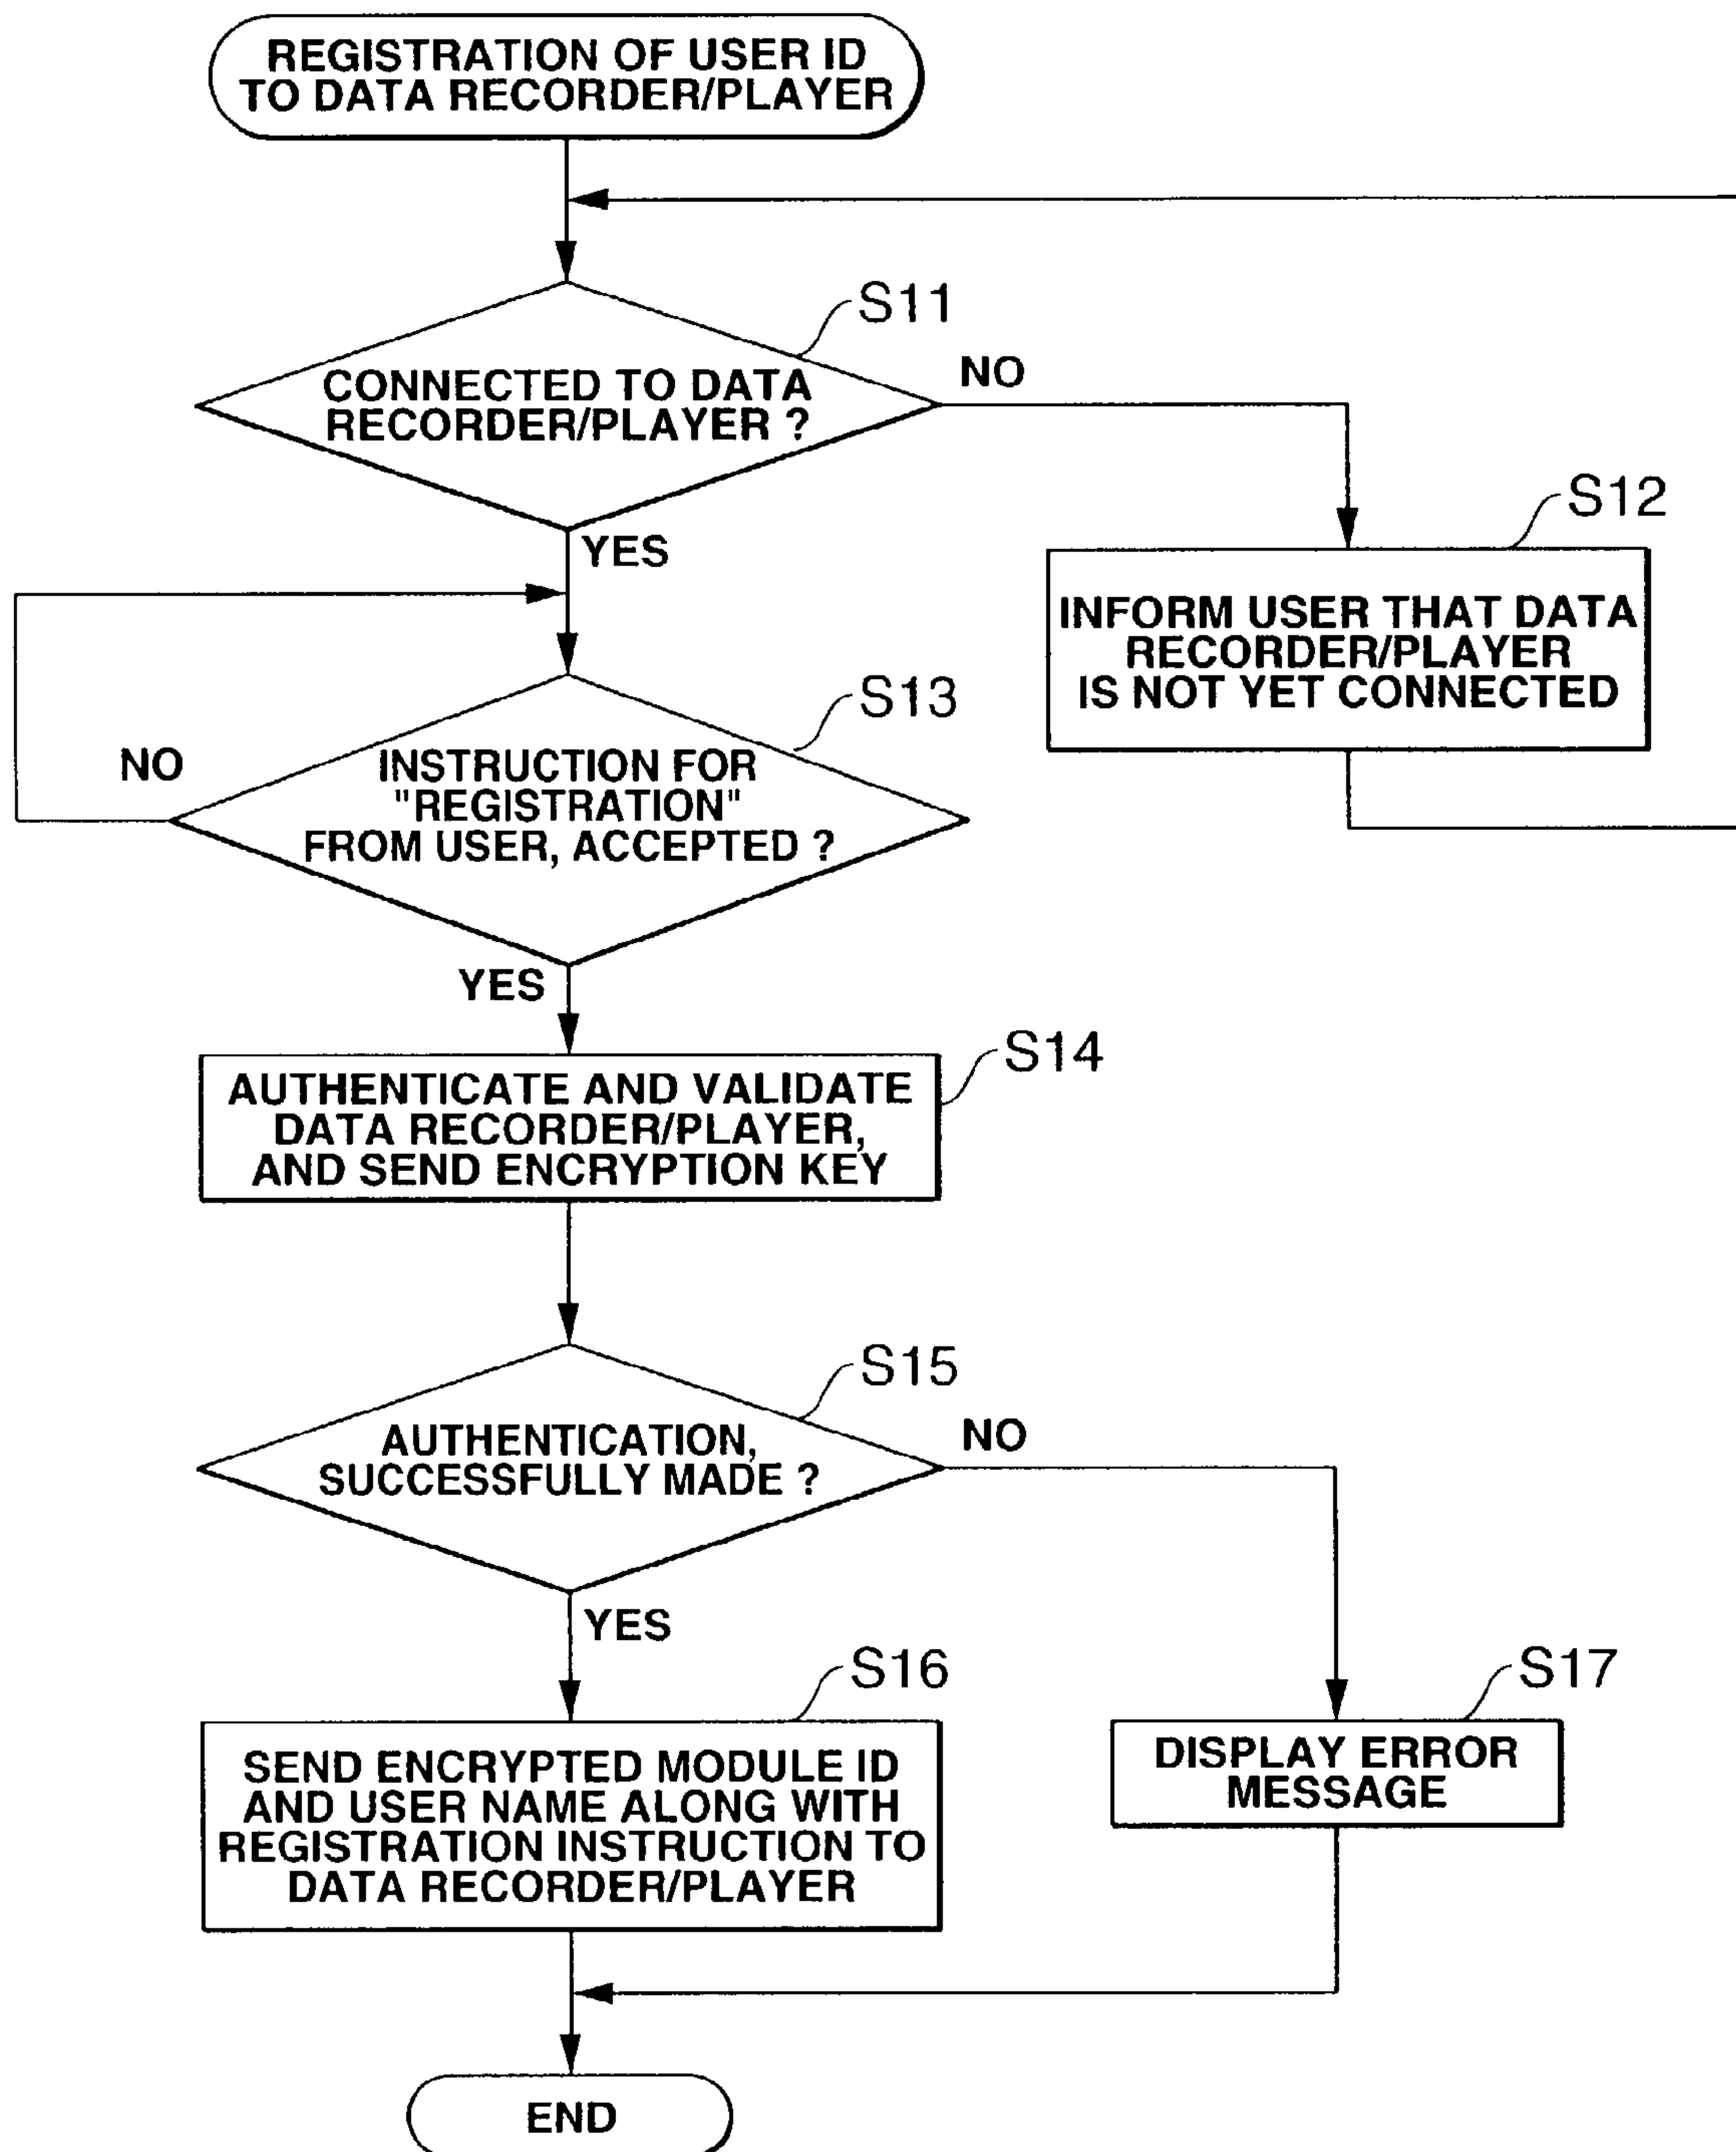 REGISTRATION OF USER ID
TO DATA RECORDER/PLAYER
S11
CONNECTED TO DATA
RECORDER/PLAYER ?
NO
YES
S12
INFORM USER THAT DATA
RECORDER/PLAYER
IS NOT YET CONNECTED
S13
NO
INSTRUCTION FOR
"REGISTRATION"
FROM USER, ACCEPTED ?
YES
S14
AUTHENTICATE AND VALIDATE
DATA RECORDER/PLAYER,
AND SEND ENCRYPTION KEY
S15
AUTHENTICATION,
SUCCESSFULLY MADE ?
NO
YES
S16
SEND ENCRYPTED MODULE ID
AND USER NAME ALONG WITH
REGISTRATION INSTRUCTION TO
DATA RECORDER/PLAYER
S17
DISPLAY ERROR
MESSAGE
END